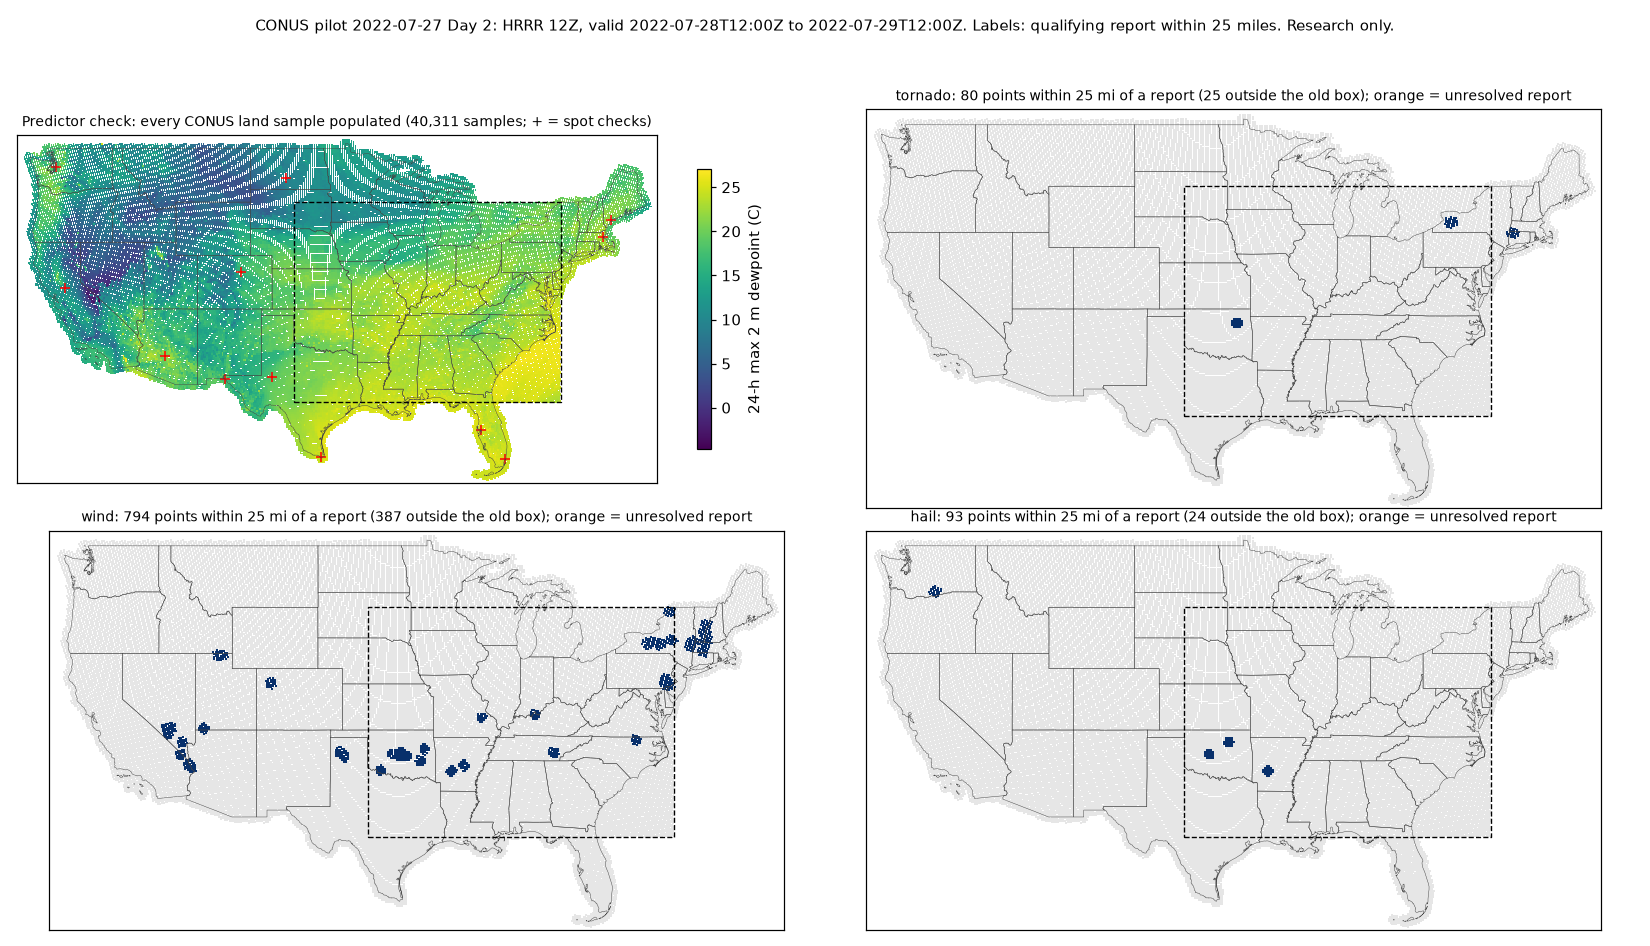 CONUS pilot 2022-07-27 Day 2: HRRR 12Z, valid 2022-07-28T12:00Z to 2022-07-29T12:00Z. Labels: qualifying report within 25 miles. Research only.
Predictor check: every CONUS land sample populated (40,311 samples; + = spot checks)
25
20
15
10
5
0
24-h max 2 m dewpoint (C)
tornado: 80 points within 25 mi of a report (25 outside the old box); orange = unresolved report
wind: 794 points within 25 mi of a report (387 outside the old box); orange = unresolved report
hail: 93 points within 25 mi of a report (24 outside the old box); orange = unresolved report